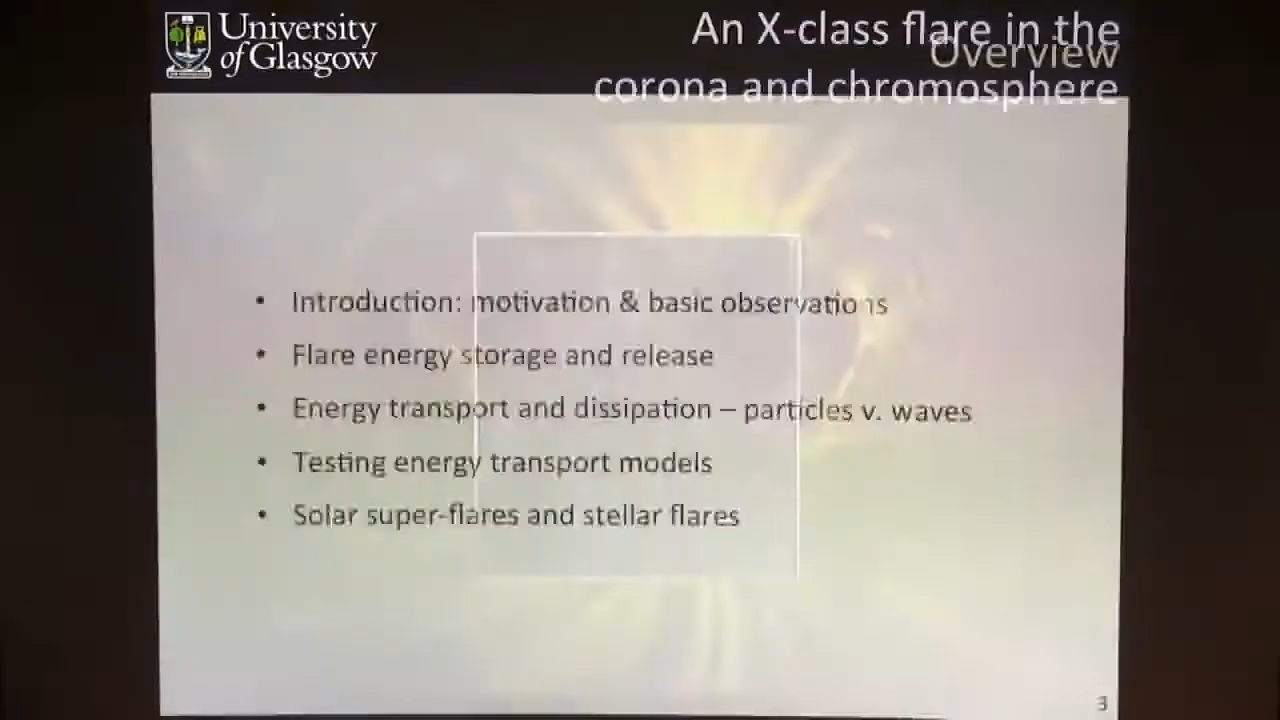 University
of Glasgow
An X-class flare in the
Overview
corona and chromosphere
• Introduction: motivation & basic observations
• Flare energy storage and release
• Energy transport and dissipation – particles v. waves
• Testing energy transport models
• Solar super-flares and stellar flares
3